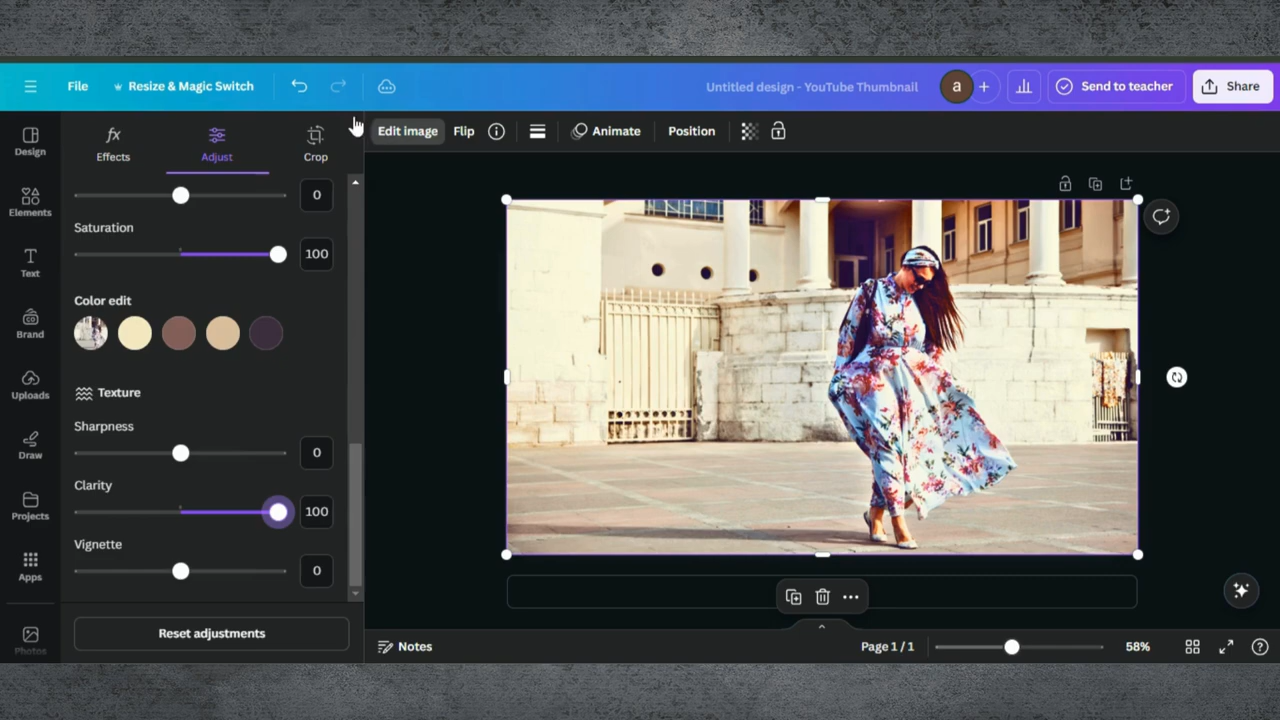 File
Resize & Magic Switch
Untitled design - YouTube Thumbnail
a
Send to teacher
Share
Design
Elements
Text
Brand
Uploads
Draw
Projects
Apps
Photos
Effects
Adjust
Crop
Edit image
Flip
Animate
Position
0
Saturation
100
Color edit
Texture
Sharpness
0
Clarity
100
Vignette
0
Reset adjustments
Notes
Page 1 / 1
58%